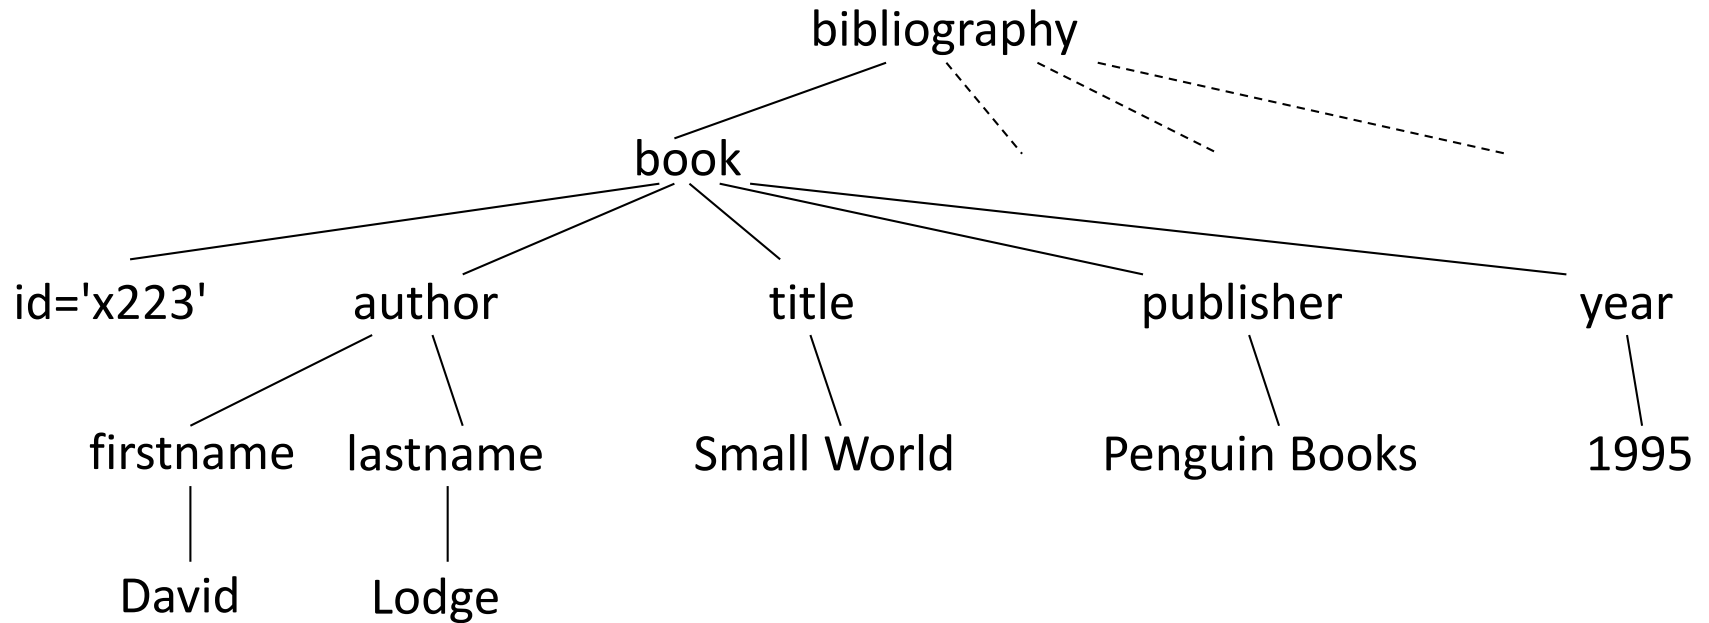 bibliography
book
id='x223' author title publisher year
firstname lastname Small World Penguin Books 1995
David Lodge